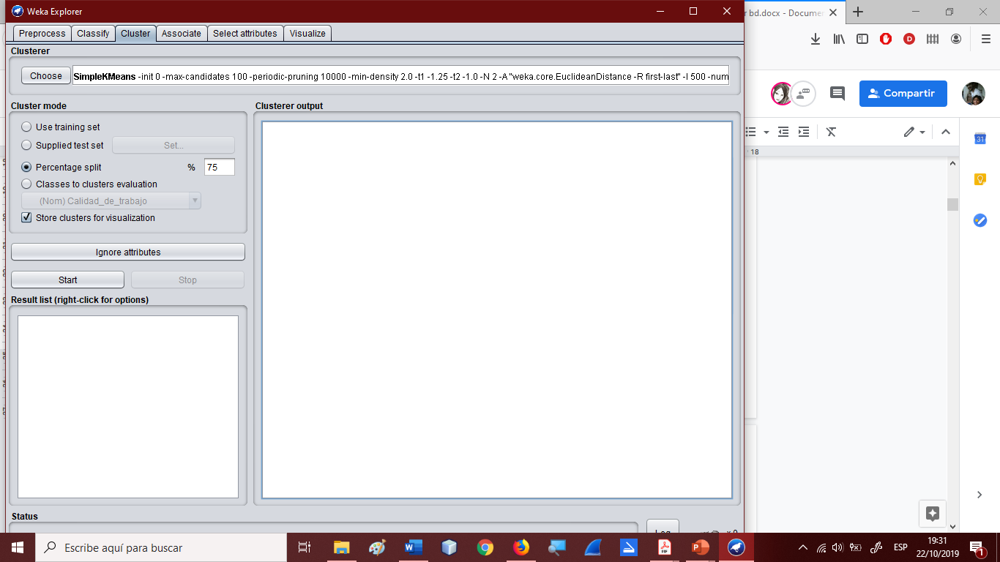 Weka Explorer
r bd.docx - Documen
Preprocess Classify Cluster Associate Select attributes Visualize
Clusterer
Choose SimpleKMeans -init 0 -max-candidates 100 -periodic-pruning 10000 -min-density 2.0 -t1 -1.25 -t2 -1.0 -N 2 -A "weka.core.EuclideanDistance -R first-last" -I 500 -num
Cluster mode
Use training set
Supplied test set Set...
Percentage split % 75
Classes to clusters evaluation
(Nom) Calidad_de_trabajo
Store clusters for visualization
Ignore attributes
Start Stop
Result list (right-click for options)
Clusterer output
Status
Log
x 0
Compartir
18
31
Escribe aquí para buscar
ESP
19:31
22/10/2019
1